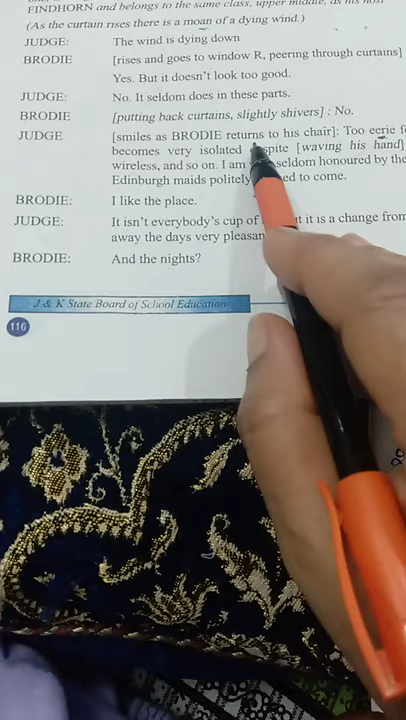 FINDHORN and belongs to the same class, upper middle, as his host
(As the curtain rises there is a moan of a dying wind.)
JUDGE: The wind is dying down
BRODIE [rises and goes to window R, peering through curtains]
Yes. But it doesn't look too good.
JUDGE: No. It seldom does in these parts.
BRODIE [putting back curtains, slightly shivers] : No.
JUDGE [smiles as BRODIE returns to his chair]: Too eerie
becomes very isolated [waving his hand]
wireless, and so on. I am seldom honoured by the
Edinburgh maids politely to come.
BRODIE: I like the place.
JUDGE: It isn't everybody's cup of it is a change from
away the days very
BRODIE: And the nights?
J & K State Board of School Education
116